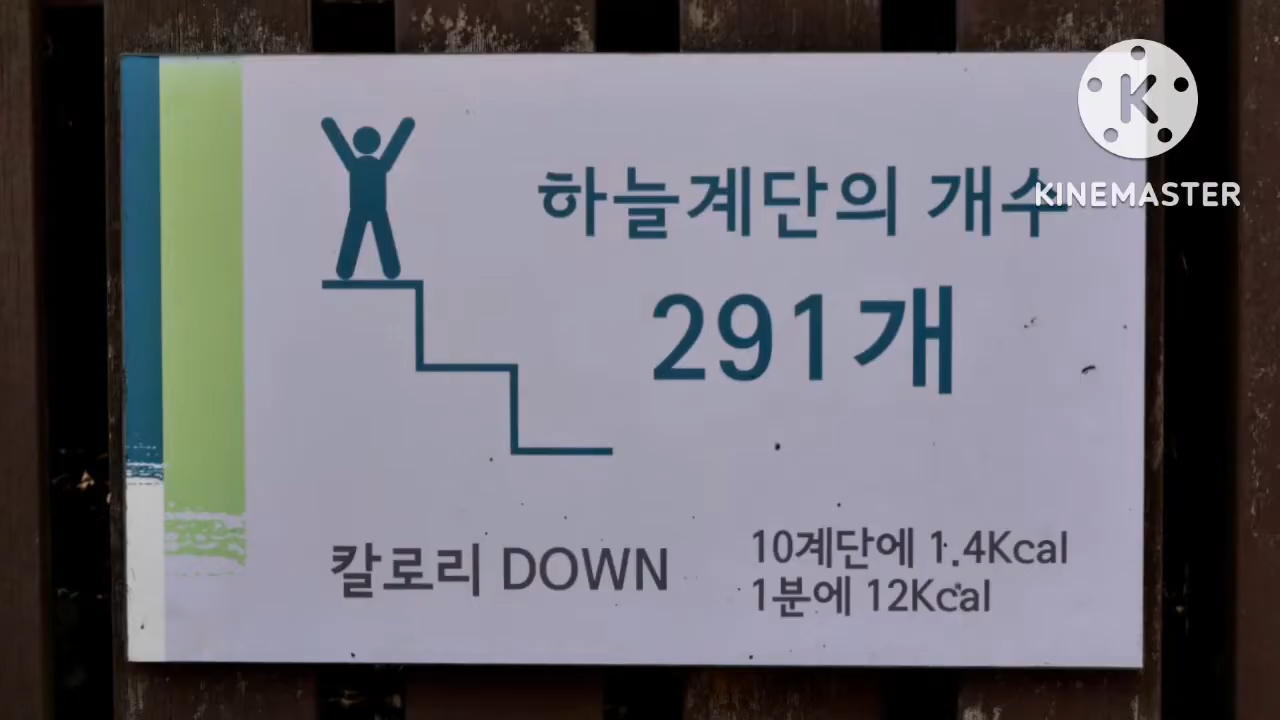 하늘계단의 개수
291개
칼로리 DOWN
10계단에 1.4Kcal
1분에 12Kcal
K
KINEMASTER